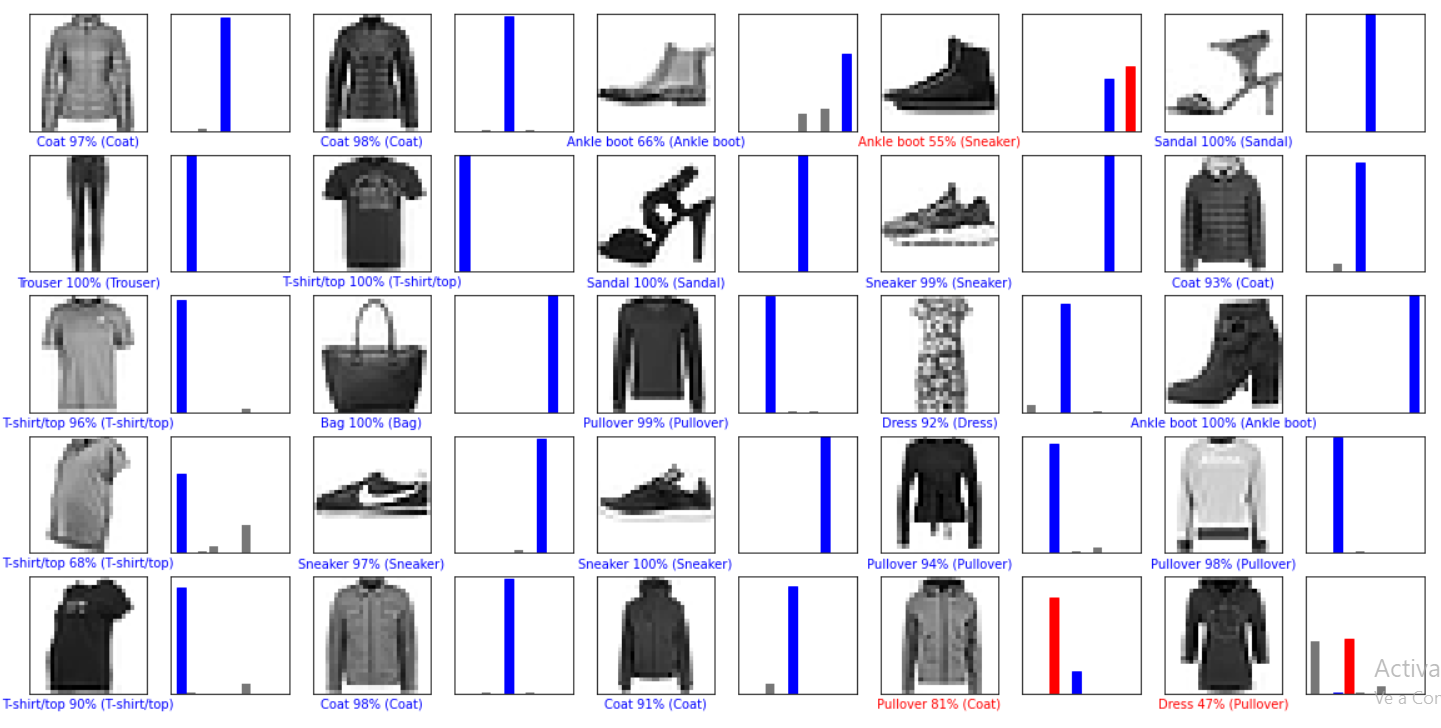 Coat 97% (Coat)
Coat 98% (Coat)
Ankle boot 66% (Ankle boot)
Ankle boot 55% (Sneaker)
Sandal 100% (Sandal)
Trouser 100% (Trouser)
T-shirt/top 100% (T-shirt/top)
Sandal 100% (Sandal)
Sneaker 99% (Sneaker)
Coat 93% (Coat)
T-shirt/top 96% (T-shirt/top)
Bag 100% (Bag)
Pullover 99% (Pullover)
Dress 92% (Dress)
Ankle boot 100% (Ankle boot)
T-shirt/top 68% (T-shirt/top)
Sneaker 97% (Sneaker)
Sneaker 100% (Sneaker)
Pullover 94% (Pullover)
Pullover 98% (Pullover)
Activa
Ve a Cor
T-shirt/top 90% (T-shirt/top)
Coat 98% (Coat)
Coat 91% (Coat)
Pullover 81% (Coat)
Dress 47% (Pullover)